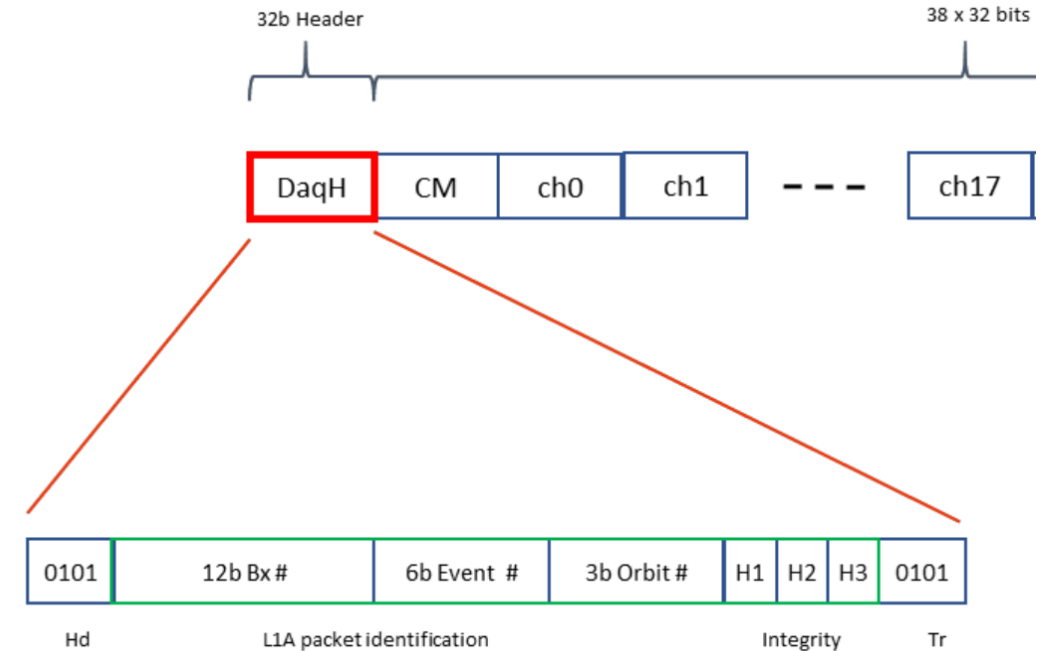 32b Header
38 x 32 bits
DaqH CM ch0 ch1 --- ch17
0101 12b Bx # 6b Event # 3b Orbit # H1 H2 H3 0101
Hd L1A packet identification Integrity Tr